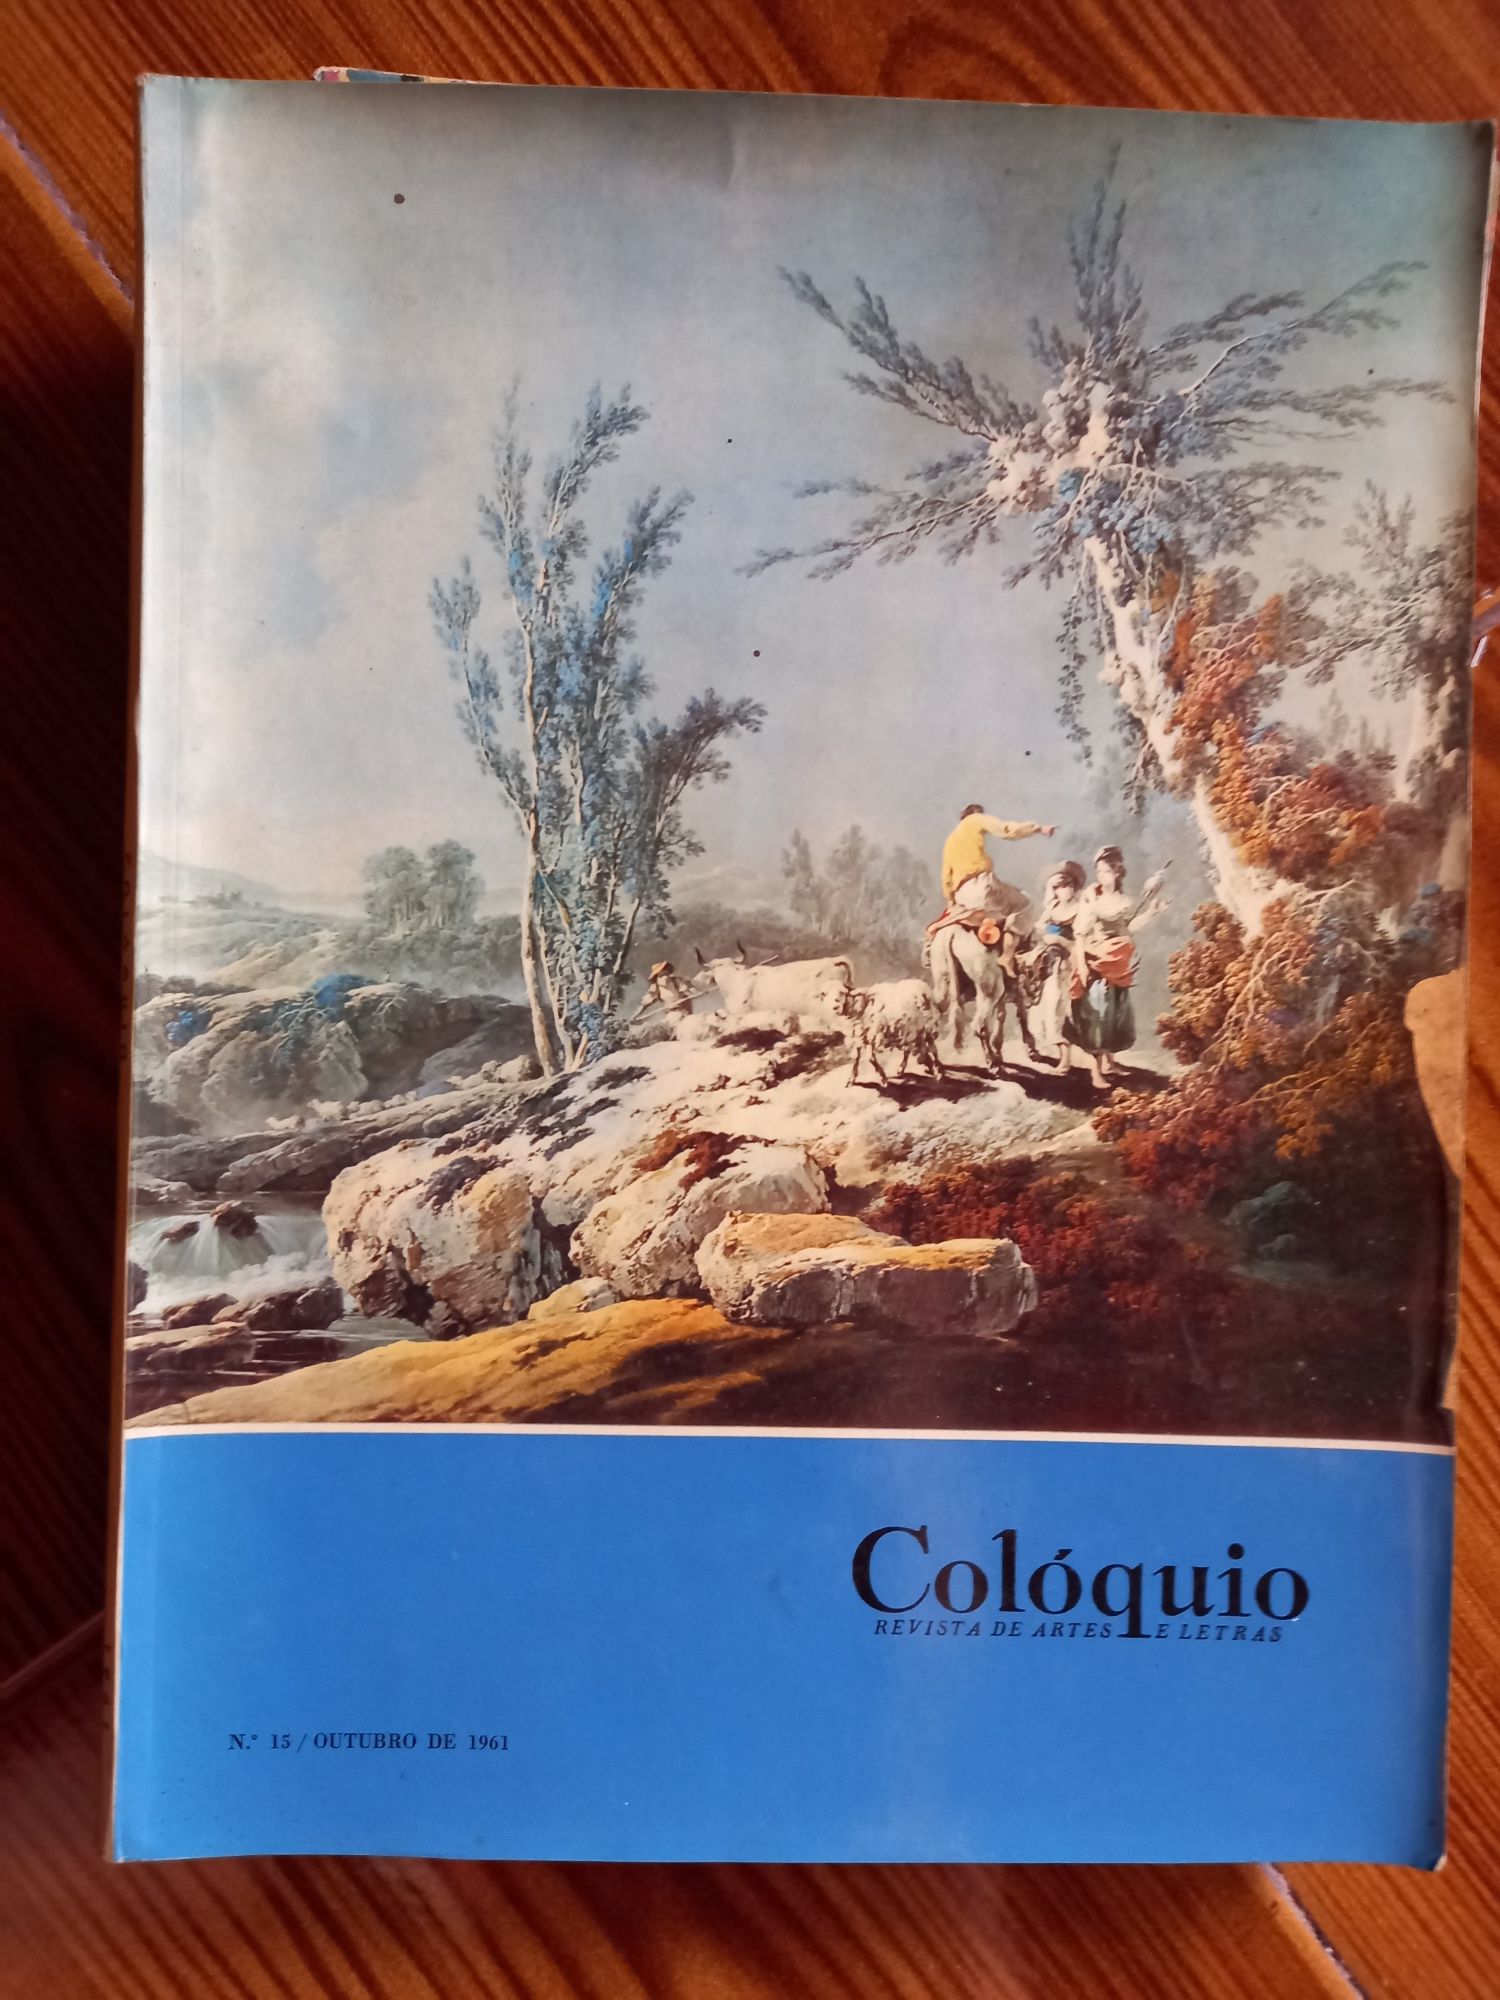 Colóquio
REVISTA DE ARTES E LETRAS
N.º 15 / OUTUBRO DE 1961